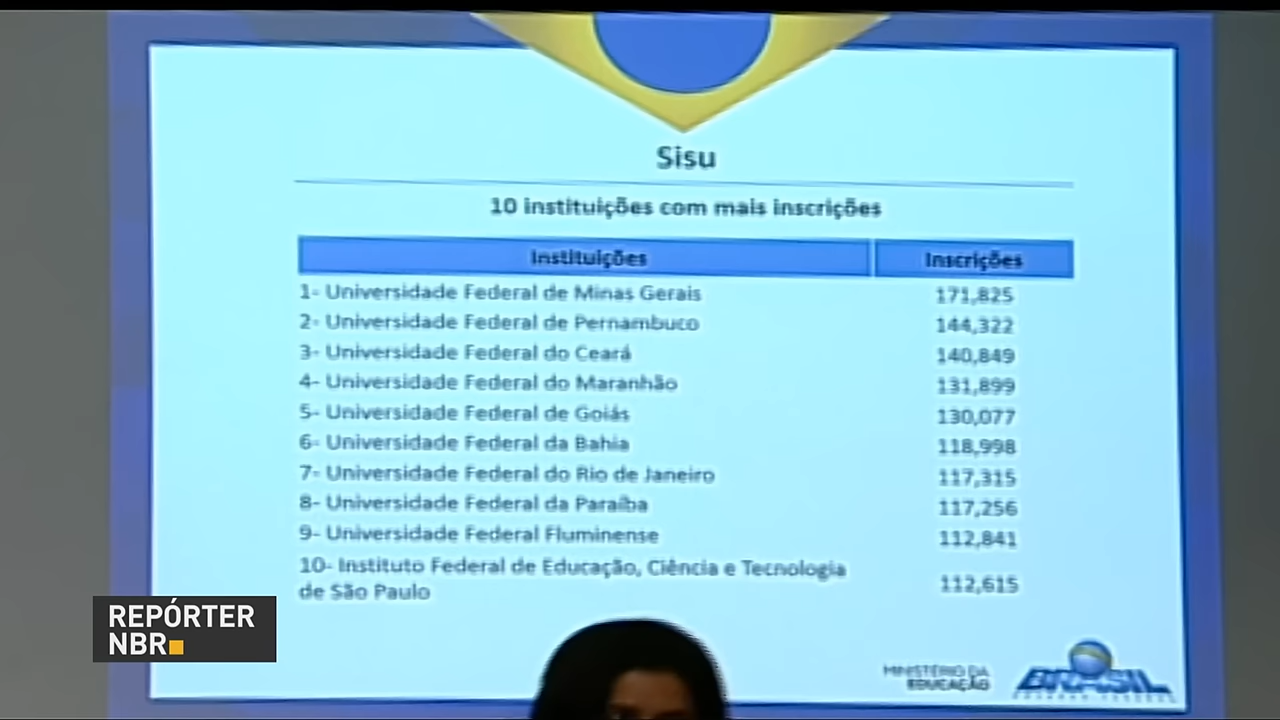 Sisu
10 instituições com mais inscrições
Instituições Inscrições
1- Universidade Federal de Minas Gerais 171,825
2- Universidade Federal de Pernambuco 144,322
3- Universidade Federal do Ceará 140,849
4- Universidade Federal do Maranhão 131,899
5- Universidade Federal de Goiás 130,077
6- Universidade Federal da Bahia 118,998
7- Universidade Federal do Rio de Janeiro 117,315
8- Universidade Federal da Paraíba 117,256
9- Universidade Federal Fluminense 112,841
10- Instituto Federal de Educação, Ciência e Tecnologia
de São Paulo 112,615
REPÓRTER
NBR
MINISTÉRIO DA
EDUCAÇÃO
BRASIL